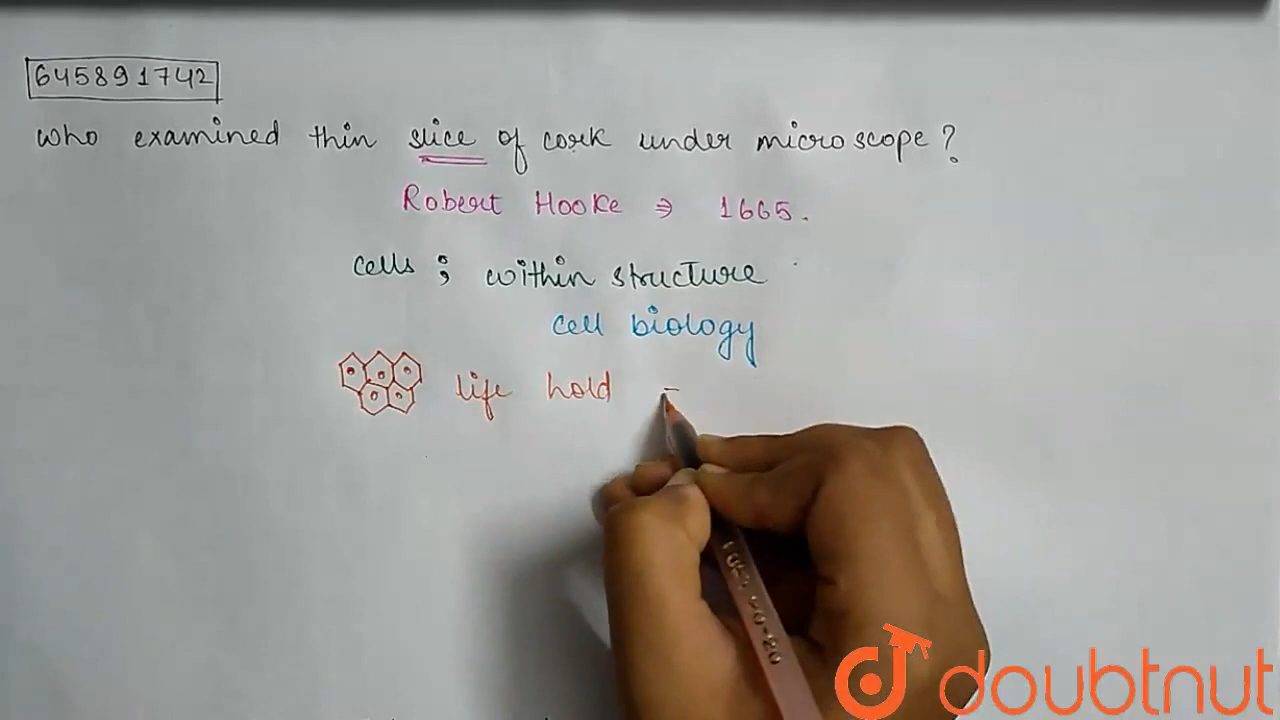 645891742
who examined thin slice of cork under microscope?
Robert Hooke ⇒ 1665.
cells ; within structure
cell biology
life hold -
doubtnut